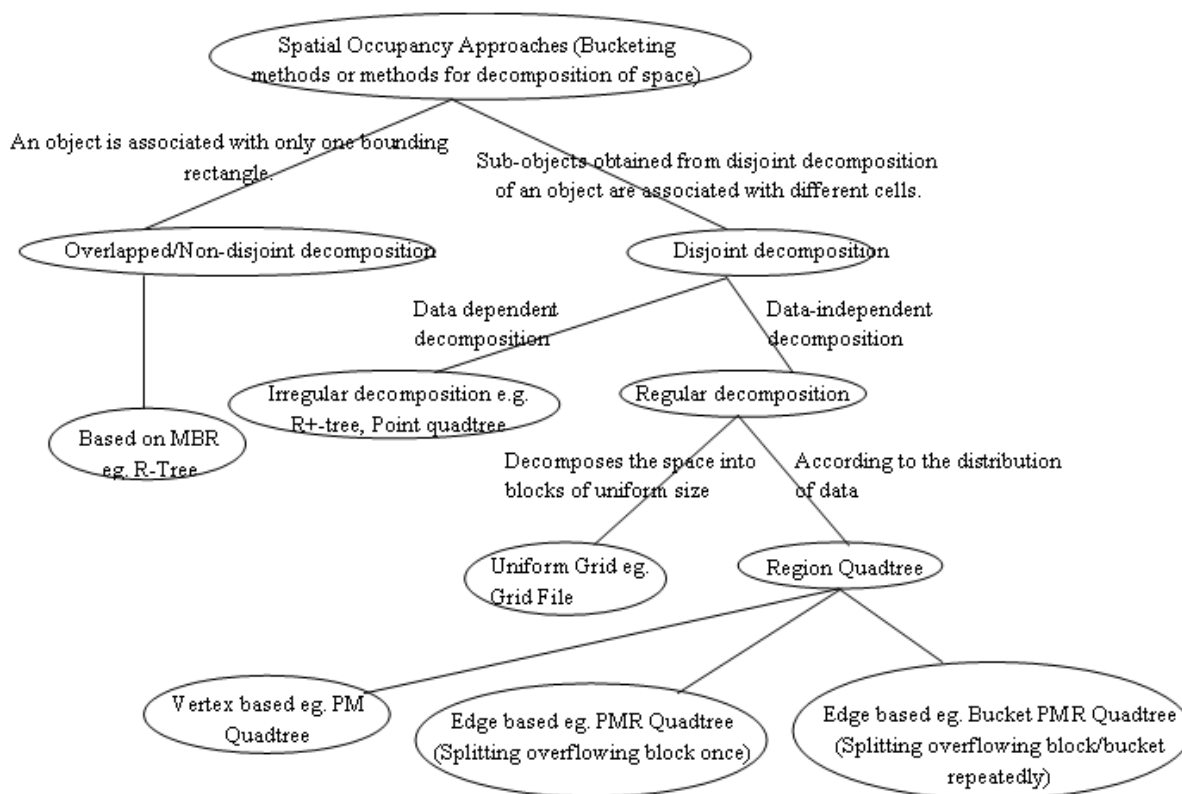 Spatial Occupancy Approaches (Bucketing
methods or methods for decomposition of space)
An object is associated with only one bounding
rectangle.
Sub-objects obtained from disjoint decomposition
of an object are associated with different cells.
Overlapped/Non-disjoint decomposition
Disjoint decomposition
Data dependent
decomposition
Data-independent
decomposition
Irregular decomposition e.g.
R+-tree, Point quadtree
Regular decomposition
Based on MBR
eg. R-Tree
Decomposes the space into
blocks of uniform size
According to the distribution
of data
Uniform Grid eg.
Grid File
Region Quadtree
Vertex based eg. PM
Quadtree
Edge based eg. PMR Quadtree
(Splitting overflowing block once)
Edge based eg. Bucket PMR Quadtree
(Splitting overflowing block/bucket
repeatedly)